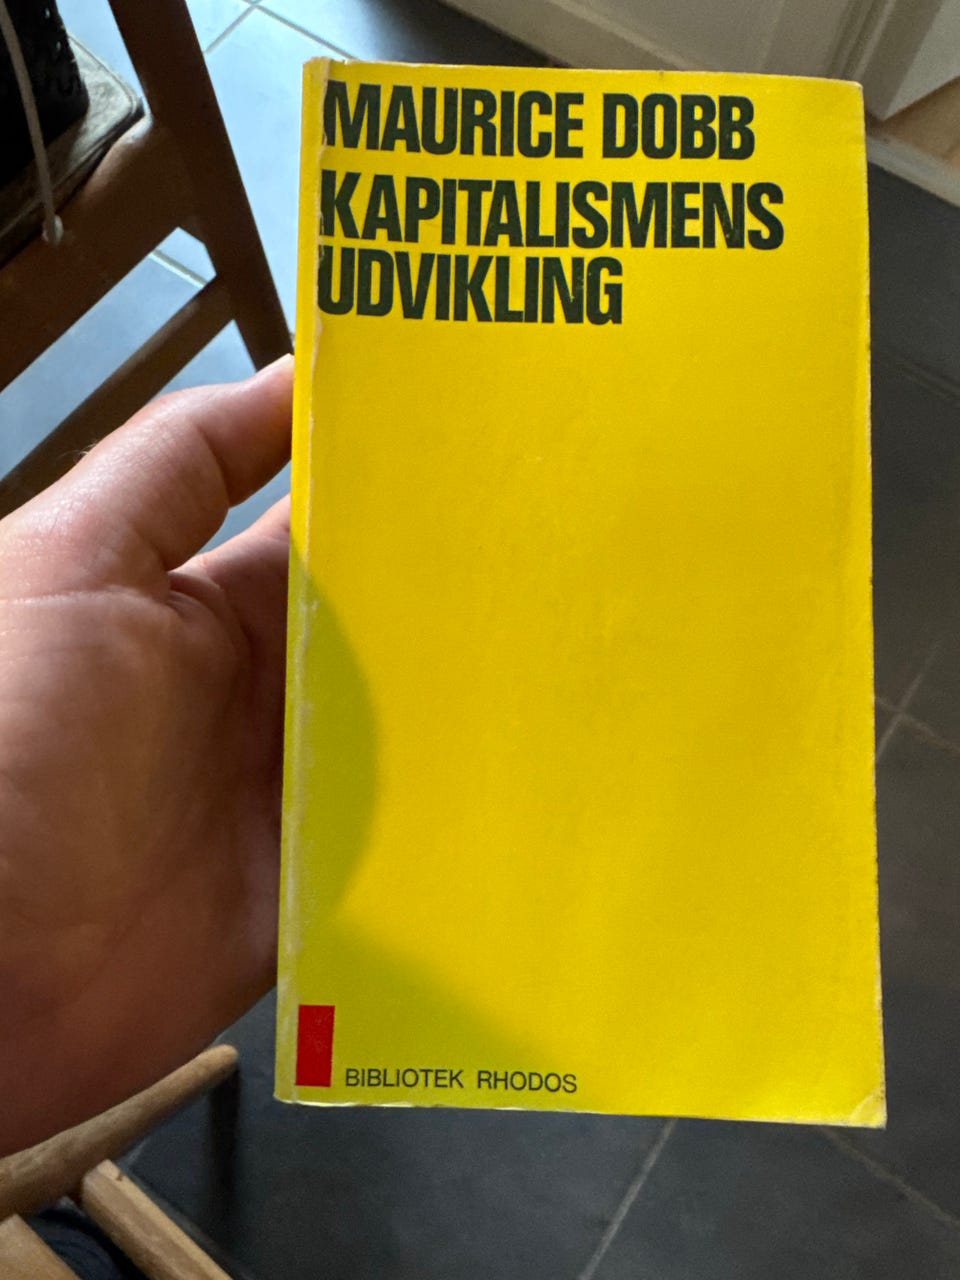 MAURICE DOBB
KAPITALISMENS
UDVIKLING
BIBLIOTEK RHODOS